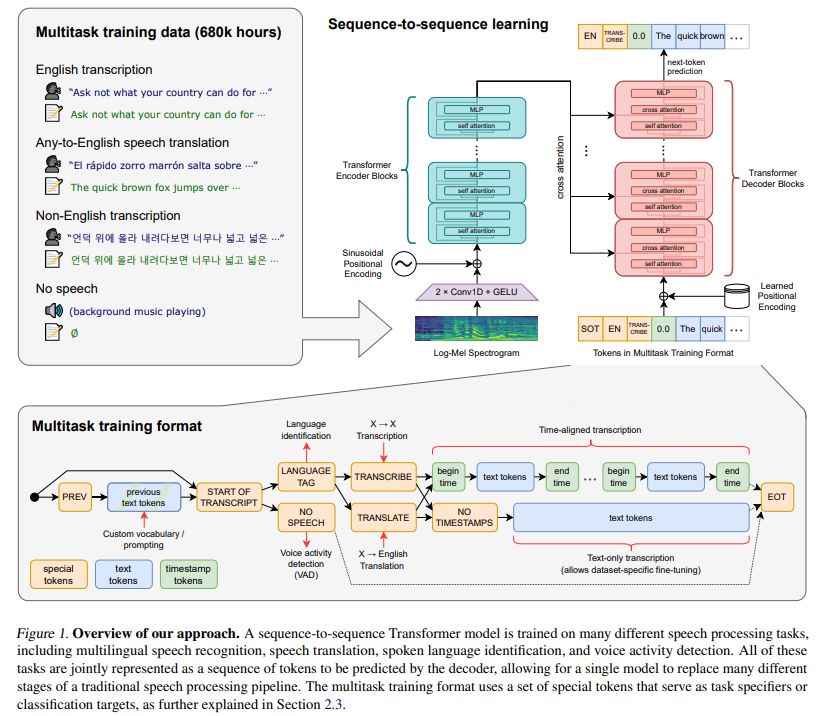 Multitask training data (680k hours)
English transcription
“Ask not what your country can do for ⋯”
Ask not what your country can do for ⋯
Any-to-English speech translation
“El rápido zorro marrón salta sobre ⋯”
The quick brown fox jumps over ⋯
Non-English transcription
“언덕 위에 올라 내려다보면 너무나 넓고 넓은 ⋯”
언덕 위에 올라 내려다보면 너무나 넓고 넓은 ⋯
No speech
(background music playing)
∅
Sequence-to-sequence learning
EN TRANS-CRIBE 0.0 The quick brown ⋯
next-token
prediction
MLP
self attention
⋮
MLP
self attention
MLP
self attention
Transformer
Encoder Blocks
cross attention
⋮
MLP
cross attention
self attention
⋮
MLP
cross attention
self attention
MLP
cross attention
self attention
Transformer
Decoder Blocks
Sinusoidal
Positional
Encoding
~
2 × Conv1D + GELU
Log-Mel Spectrogram
Learned
Positional
Encoding
SOT EN TRANS-CRIBE 0.0 The quick ⋯
Tokens in Multitask Training Format
Multitask training format
Language
identification
X → X
Transcription
Time-aligned transcription
PREV
previous
text tokens
START OF
TRANSCRIPT
LANGUAGE
TAG
NO
SPEECH
TRANSCRIBE
TRANSLATE
begin
time
text tokens
end
time
⋯
begin
time
text tokens
end
time
NO
TIMESTAMPS
text tokens
EOT
Custom vocabulary /
prompting
Voice activity
detection
(VAD)
X → English
Translation
Text-only transcription
(allows dataset-specific fine-tuning)
special
tokens
text
tokens
timestamp
tokens
Figure 1. Overview of our approach. A sequence-to-sequence Transformer model is trained on many different speech processing tasks,
including multilingual speech recognition, speech translation, spoken language identification, and voice activity detection. All of these
tasks are jointly represented as a sequence of tokens to be predicted by the decoder, allowing for a single model to replace many different
stages of a traditional speech processing pipeline. The multitask training format uses a set of special tokens that serve as task specifiers or
classification targets, as further explained in Section 2.3.